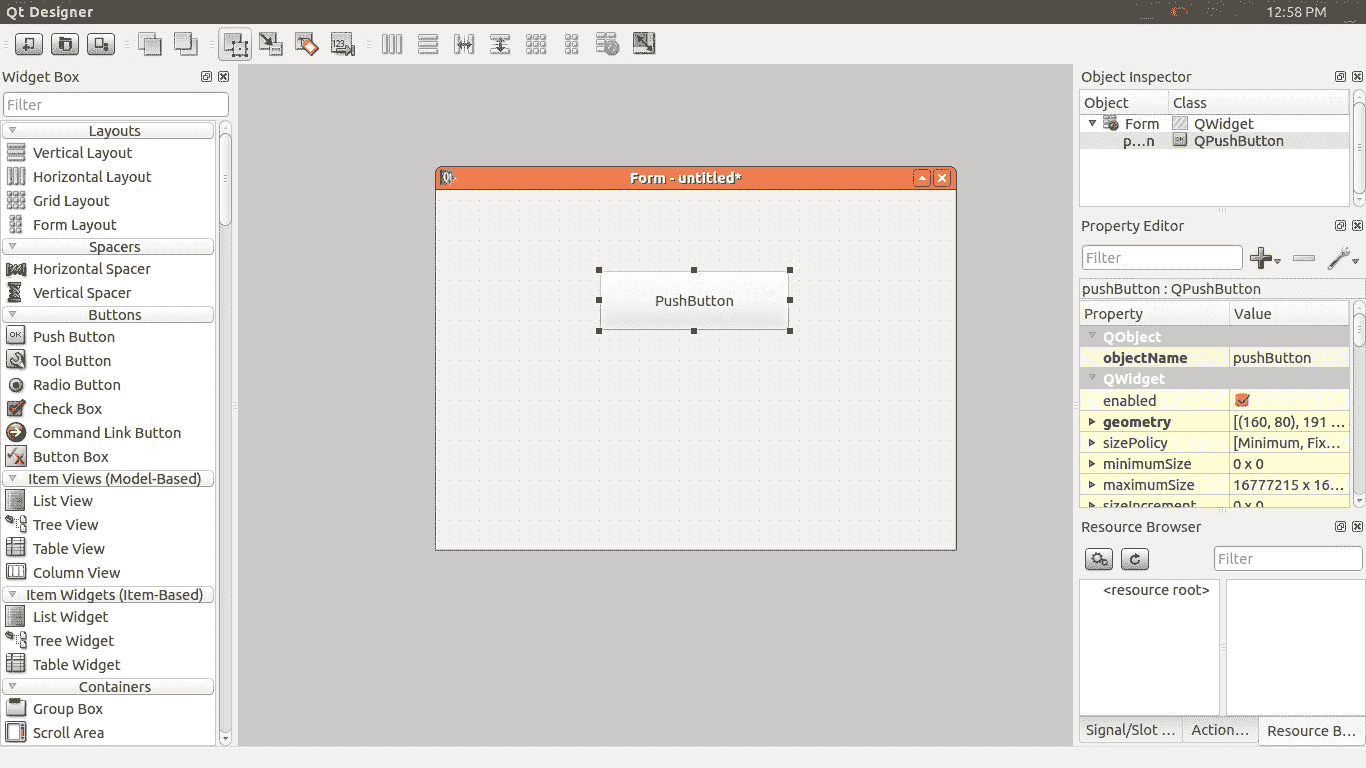 Qt Designer
12:58 PM
Widget Box
Filter
Layouts
Vertical Layout
Horizontal Layout
Grid Layout
Form Layout
Spacers
Horizontal Spacer
Vertical Spacer
Buttons
Push Button
Tool Button
Radio Button
Check Box
Command Link Button
Button Box
Item Views (Model-Based)
List View
Tree View
Table View
Column View
Item Widgets (Item-Based)
List Widget
Tree Widget
Table Widget
Containers
Group Box
Scroll Area
Form - untitled*
PushButton
Object Inspector
Object Class
Form QWidget
p...n QPushButton
Property Editor
Filter
pushButton : QPushButton
Property Value
QObject
objectName pushButton
QWidget
enabled
geometry [(160, 80), 191 ...
sizePolicy [Minimum, Fix...
minimumSize 0 x 0
maximumSize 16777215 x 16...
sizeIncrement 0 x 0
Resource Browser
Filter
<resource root>
Signal/Slot ... Action... Resource B...